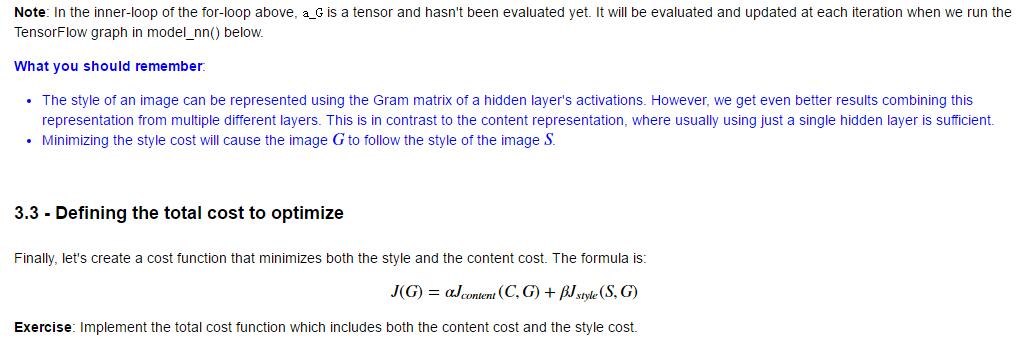 Note: In the inner-loop of the for-loop above, a_G is a tensor and hasn't been evaluated yet. It will be evaluated and updated at each iteration when we run the
TensorFlow graph in model_nn() below.
What you should remember:
• The style of an image can be represented using the Gram matrix of a hidden layer's activations. However, we get even better results combining this
representation from multiple different layers. This is in contrast to the content representation, where usually using just a single hidden layer is sufficient.
• Minimizing the style cost will cause the image G to follow the style of the image S.
3.3 - Defining the total cost to optimize
Finally, let's create a cost function that minimizes both the style and the content cost. The formula is:
J(G) = αJcontent(C, G) + βJstyle(S, G)
Exercise: Implement the total cost function which includes both the content cost and the style cost.